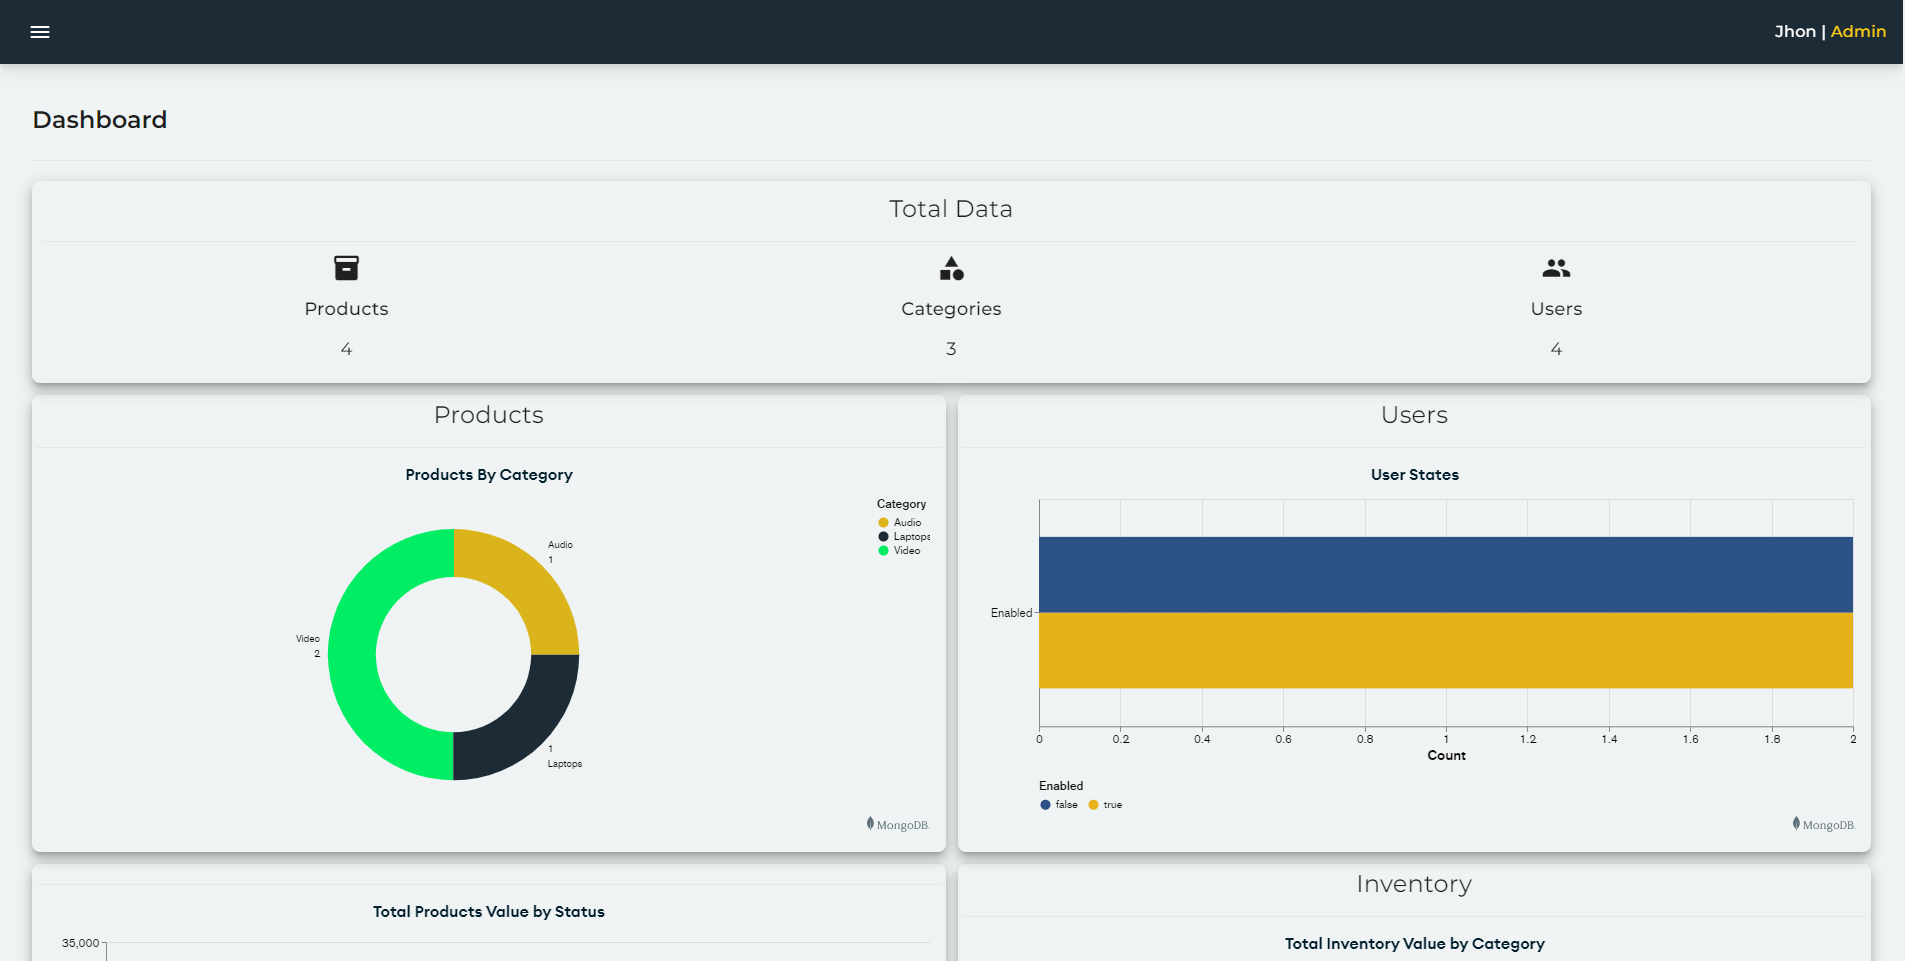 Jhon | Admin
Dashboard
Total Data
Products
4
Categories
3
Users
4
Products
Products By Category
Category
Audio
Laptops
Video
Audio
1
Video
2
1
Laptops
MongoDB.
Users
User States
Enabled
0 0.2 0.4 0.6 0.8 1 1.2 1.4 1.6 1.8 2
Count
Enabled
false true
MongoDB.
Total Products Value by Status
35,000
Inventory
Total Inventory Value by Category